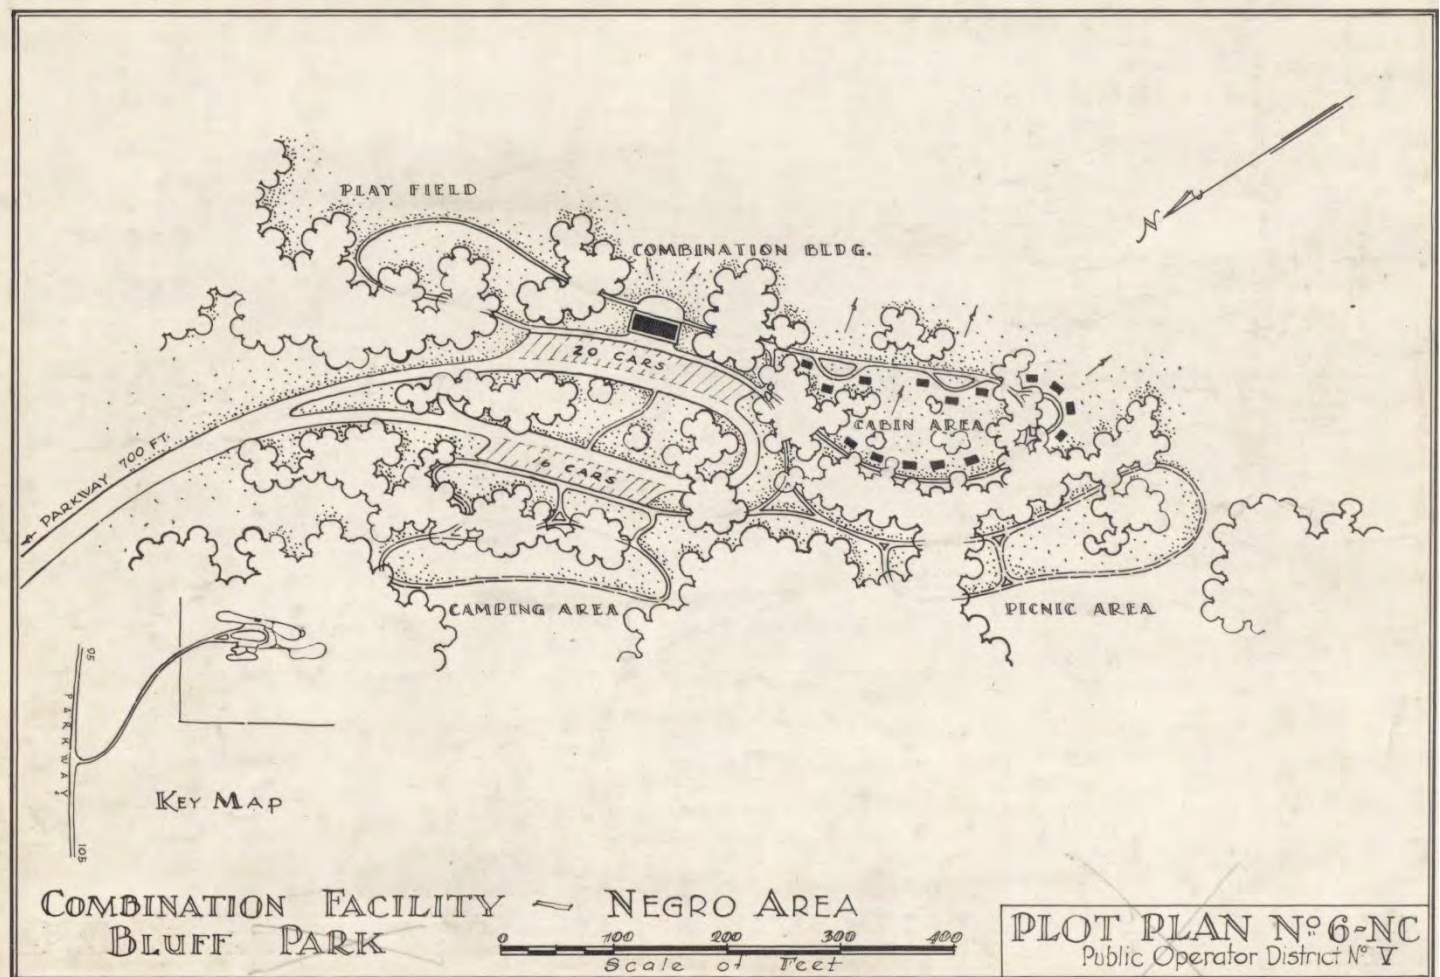 PLAY FIELD
N
COMBINATION BLDG.
20 CARS
CABIN AREA
6 CARS
PARKWAY 700 FT.
CAMPING AREA
PICNIC AREA
95
PARKWAY
105
KEY MAP
COMBINATION FACILITY ~ NEGRO AREA
BLUFF PARK
0 100 200 300 400
Scale of Feet
PLOT PLAN Nº 6-NC
Public Operator District Nº V